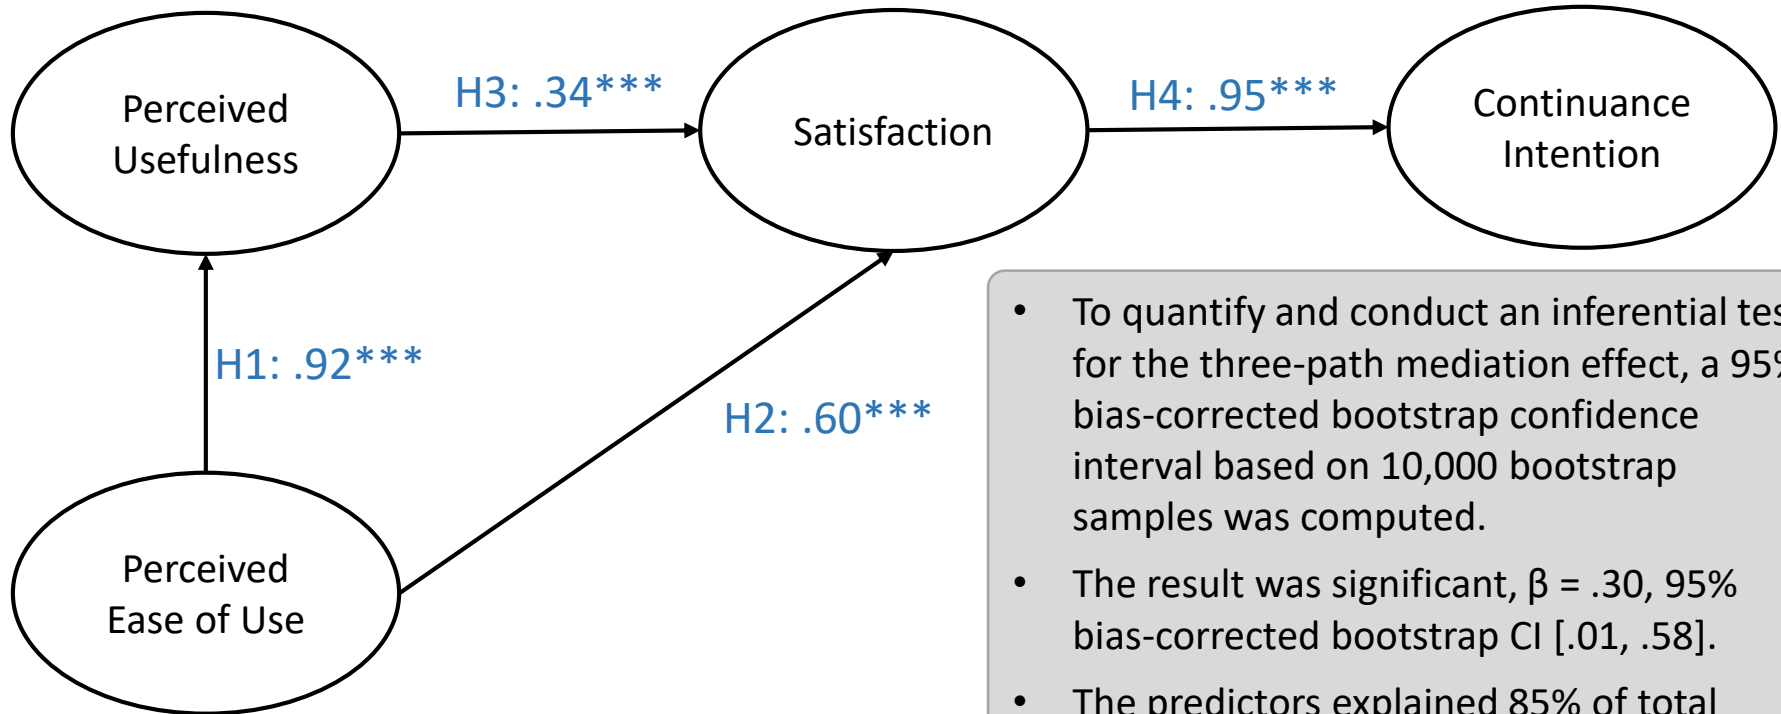 Perceived
Usefulness
H3: .34***
Satisfaction
H4: .95***
Continuance
Intention
H1: .92***
H2: .60***
Perceived
Ease of Use
• To quantify and conduct an inferential tes
for the three-path mediation effect, a 95%
bias-corrected bootstrap confidence
interval based on 10,000 bootstrap
samples was computed.
• The result was significant, β = .30, 95%
bias-corrected bootstrap CI [.01, .58].
• The predictors explained 85% of total